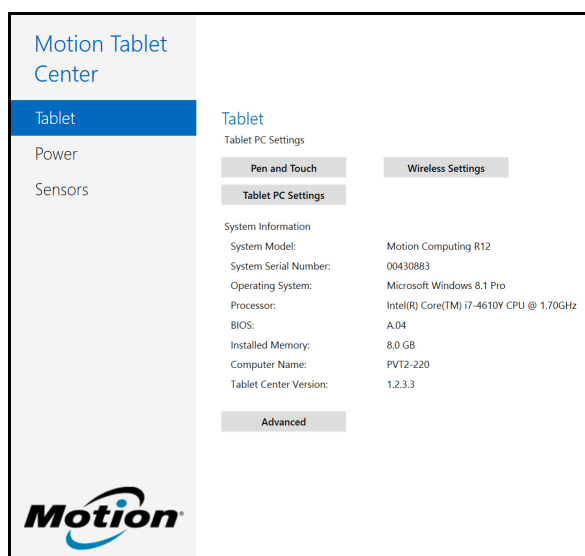 Motion Tablet
Center
Tablet
Power
Sensors
Tablet
Tablet PC Settings
Pen and Touch Wireless Settings
Tablet PC Settings
System Information
System Model: Motion Computing R12
System Serial Number: 00430883
Operating System: Microsoft Windows 8.1 Pro
Processor: Intel(R) Core(TM) i7-4610Y CPU @ 1.70GHz
BIOS: A.04
Installed Memory: 8.0 GB
Computer Name: PVT2-220
Tablet Center Version: 1.2.3.3
Advanced
Motion